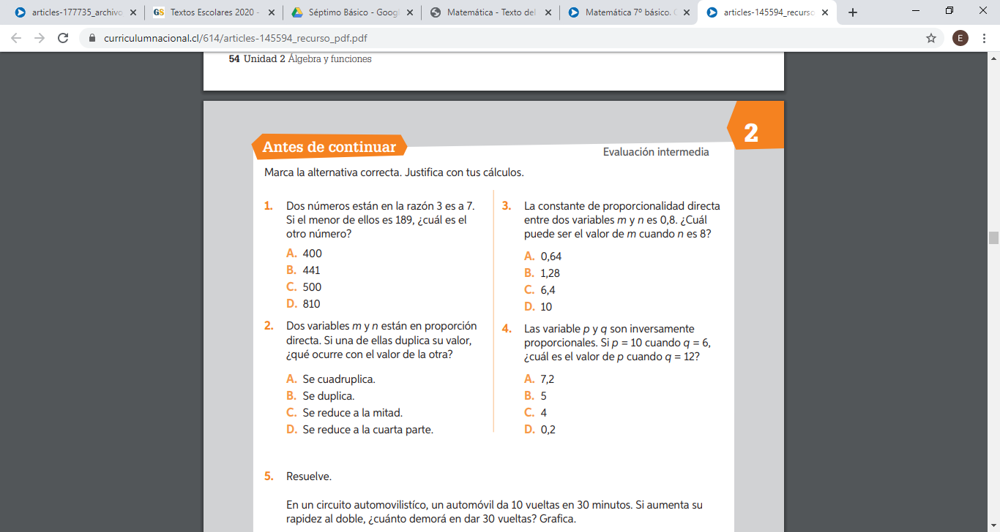 articles-177735_archivo
GS Textos Escolares 2020 -
Séptimo Básico - Goog
Matemática - Texto del
Matemática 7º básico.
articles-145594_recurso
curriculumnacional.cl/614/articles-145594_recurso_pdf.pdf
E
54 Unidad 2 Álgebra y funciones
2
Antes de continuar
Evaluación intermedia
Marca la alternativa correcta. Justifica con tus cálculos.
1. Dos números están en la razón 3 es a 7.
Si el menor de ellos es 189, ¿cuál es el
otro número?
A. 400
B. 441
C. 500
D. 810
2. Dos variables m y n están en proporción
directa. Si una de ellas duplica su valor,
¿qué ocurre con el valor de la otra?
A. Se cuadruplica.
B. Se duplica.
C. Se reduce a la mitad.
D. Se reduce a la cuarta parte.
3. La constante de proporcionalidad directa
entre dos variables m y n es 0,8. ¿Cuál
puede ser el valor de m cuando n es 8?
A. 0,64
B. 1,28
C. 6,4
D. 10
4. Las variable p y q son inversamente
proporcionales. Si p = 10 cuando q = 6,
¿cuál es el valor de p cuando q = 12?
A. 7,2
B. 5
C. 4
D. 0,2
5. Resuelve.
En un circuito automovilistíco, un automóvil da 10 vueltas en 30 minutos. Si aumenta su
rapidez al doble, ¿cuánto demorá en dar 30 vueltas? Grafica.